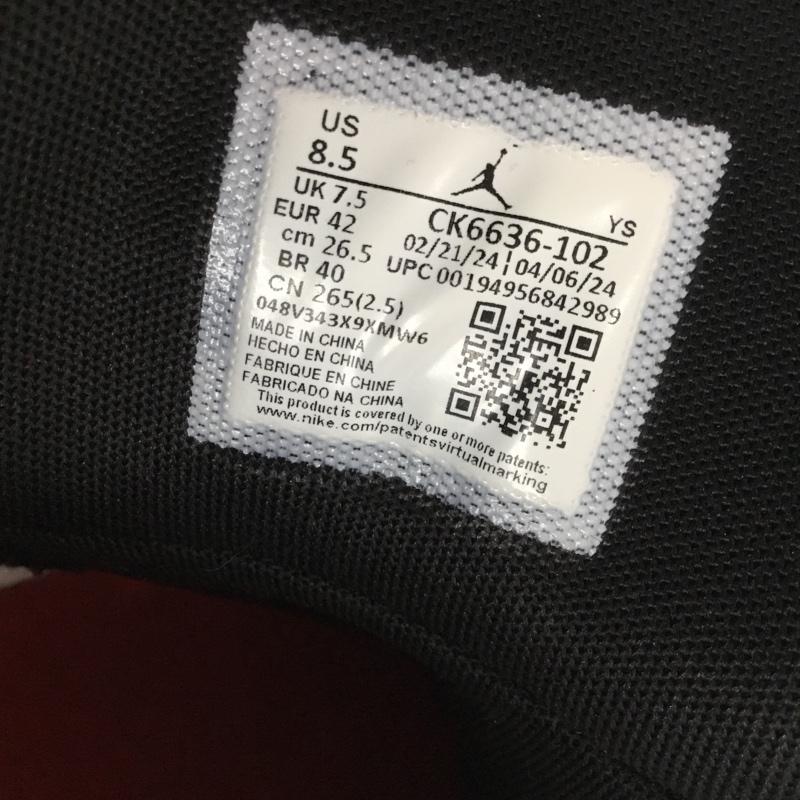 US
8.5
YS
UK 7.5
CK6636-102
EUR 42
02/21/24¦04/06/24
cm 26.5
UPC 00194956842989
BR 40
CN 265(2.5)
048V343X9XMW6
MADE IN CHINA
HECHO EN CHINA
FABRIQUE EN CHINE
FABRICADO NA CHINA
This product is covered by one or more patents:
www.nike.com/patentsvirtualmarking